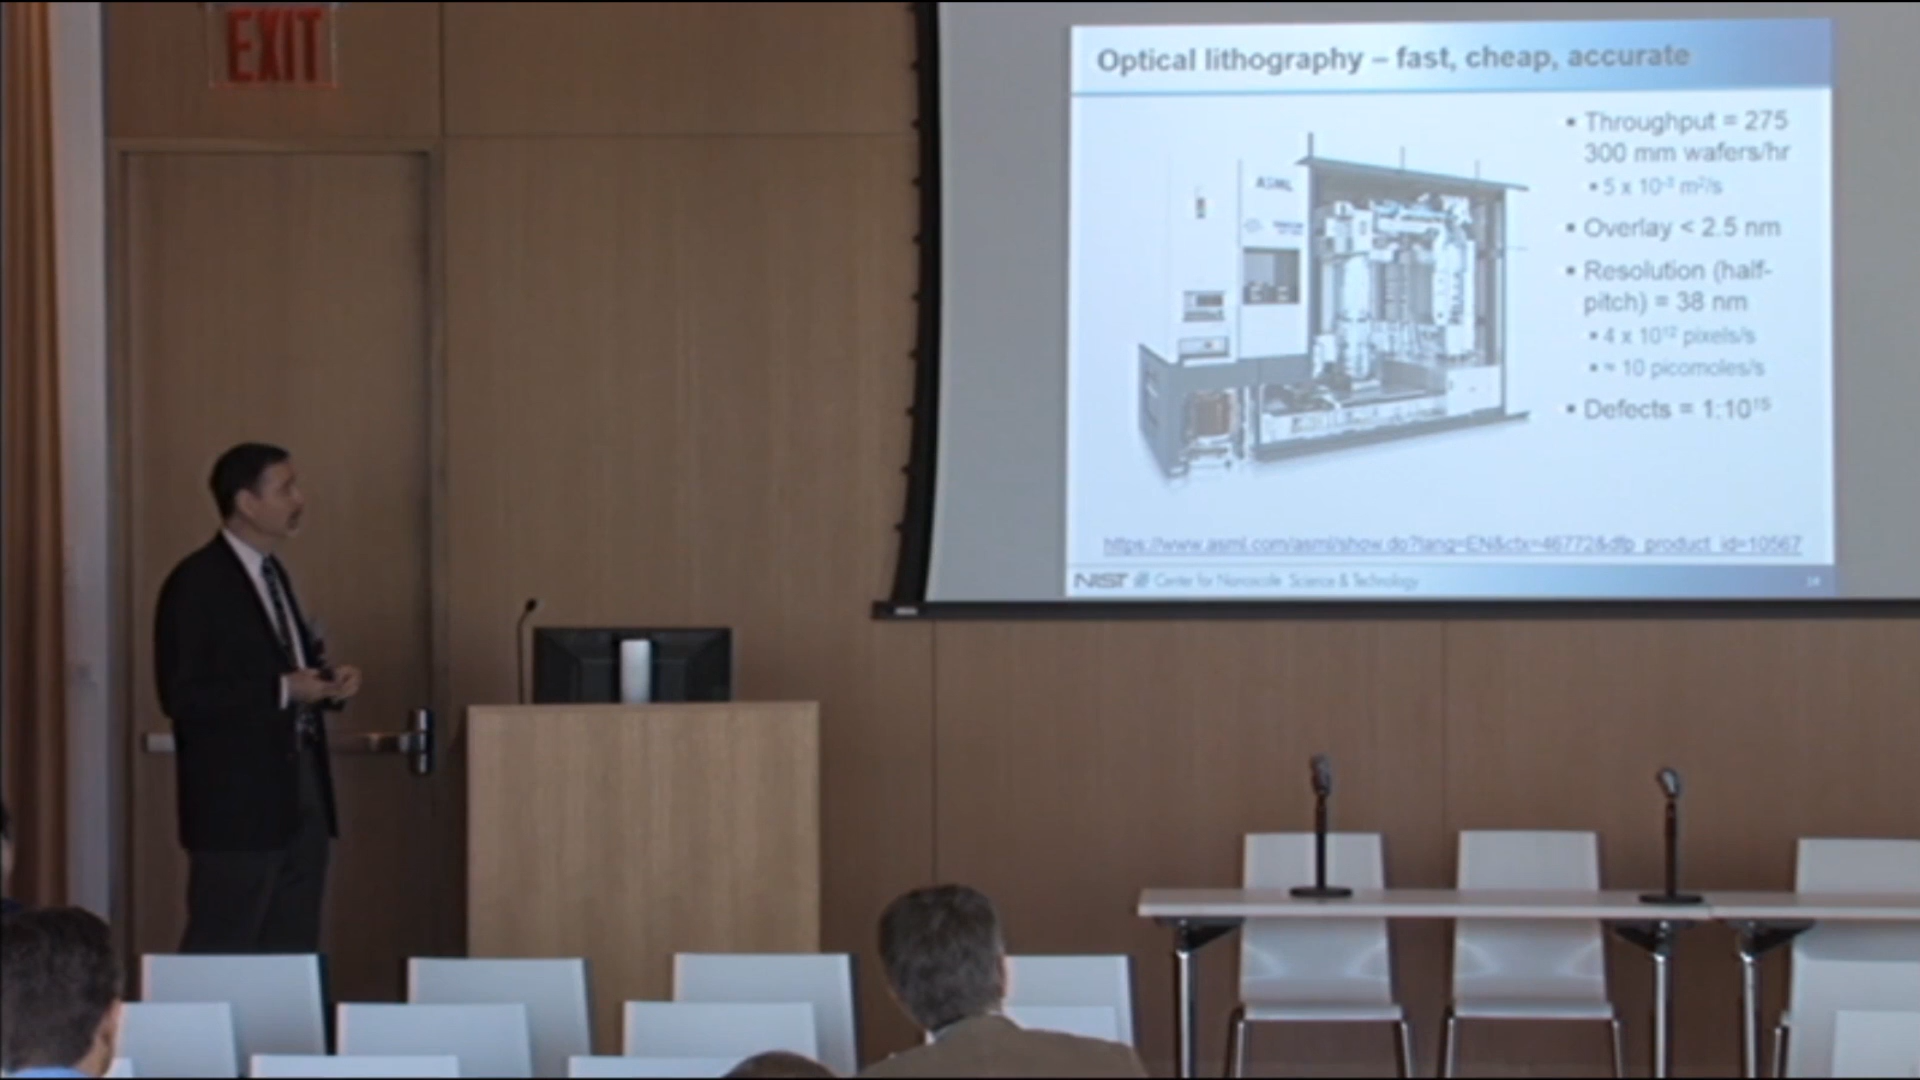 EXIT
Optical lithography – fast, cheap, accurate
▪ Throughput = 275
300 mm wafers/hr
▪ 5 x 10⁻³ m²/s
▪ Overlay < 2.5 nm
▪ Resolution (half-
pitch) = 38 nm
▪ 4 x 10¹² pixels/s
▪ ~ 10 picomoles/s
▪ Defects = 1:10¹⁵
ASML
https://www.asml.com/asml/show.do?lang=EN&ctx=46772&dfp_product_id=10567
NIST Center for Nanoscale Science & Technology